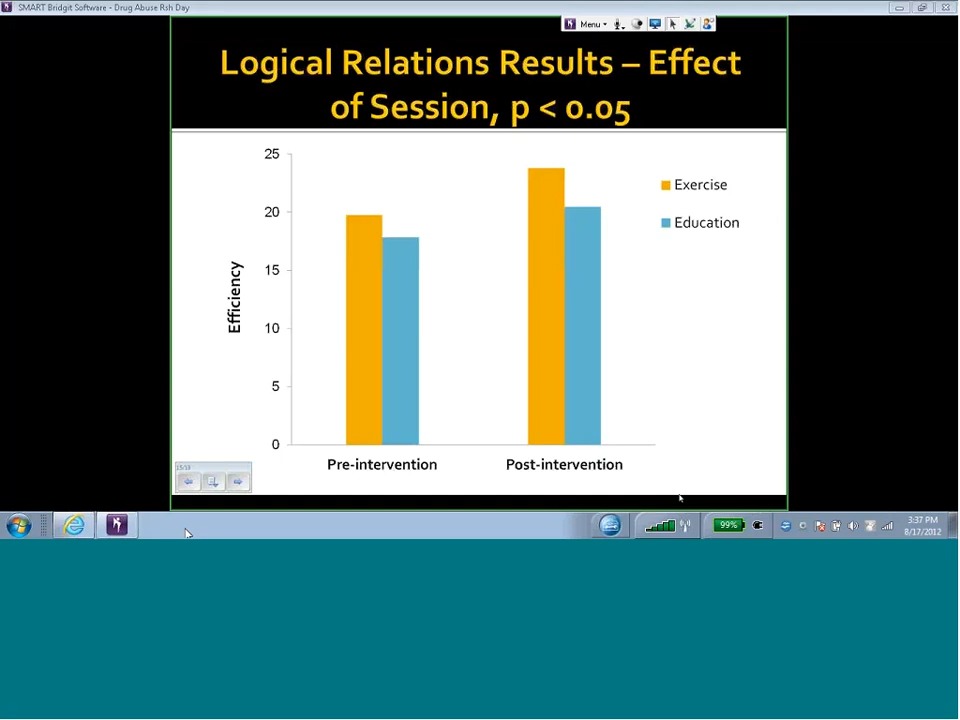 SMART Bridgit Software - Drug Abuse Rsh Day
Menu
Logical Relations Results – Effect
of Session, p < 0.05
25
20
15
10
5
0
Efficiency
Exercise
Education
Pre-intervention
Post-intervention
99%
3:37 PM
8/17/2012